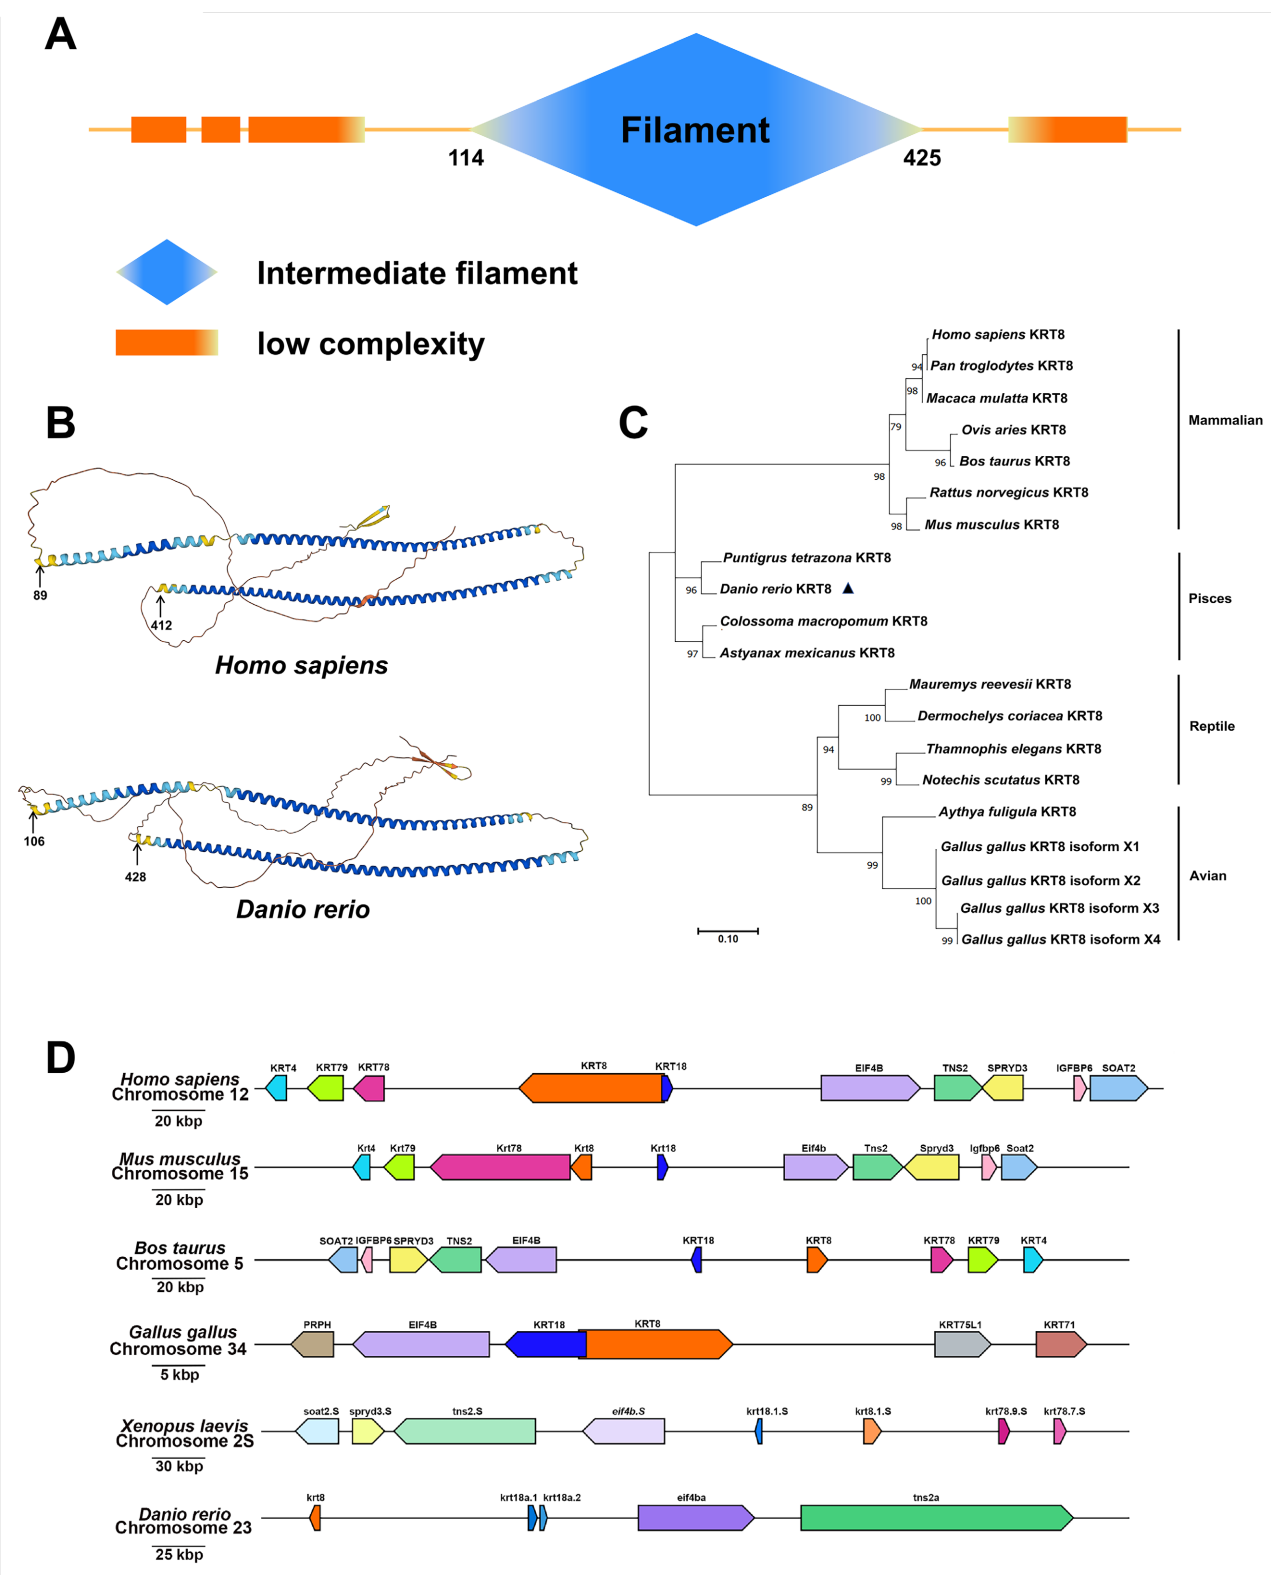 A
Filament
114
425
Intermediate filament
low complexity
B
89
412
Homo sapiens
106
428
Danio rerio
C
Homo sapiens KRT8
Pan troglodytes KRT8
Macaca mulatta KRT8
Ovis aries KRT8
Bos taurus KRT8
Rattus norvegicus KRT8
Mus musculus KRT8
Puntigrus tetrazona KRT8
Danio rerio KRT8
Colossoma macropomum KRT8
Astyanax mexicanus KRT8
Mauremys reevesii KRT8
Dermochelys coriacea KRT8
Thamnophis elegans KRT8
Notechis scutatus KRT8
Aythya fuligula KRT8
Gallus gallus KRT8 isoform X1
Gallus gallus KRT8 isoform X2
Gallus gallus KRT8 isoform X3
Gallus gallus KRT8 isoform X4
94
98
79
96
98
98
96
97
100
94
99
89
99
100
99
0.10
Mammalian
Pisces
Reptile
Avian
D
Homo sapiens
Chromosome 12
20 kbp
KRT4 KRT79 KRT78 KRT8 KRT18 EIF4B TNS2 SPRYD3 IGFBP6 SOAT2
Mus musculus
Chromosome 15
20 kbp
Krt4 Krt79 Krt78 Krt8 Krt18 Eif4b Tns2 Spryd3 Igfbp6 Soat2
Bos taurus
Chromosome 5
20 kbp
SOAT2 IGFBP6 SPRYD3 TNS2 EIF4B KRT18 KRT8 KRT78 KRT79 KRT4
Gallus gallus
Chromosome 34
5 kbp
PRPH EIF4B KRT18 KRT8 KRT75L1 KRT71
Xenopus laevis
Chromosome 2S
30 kbp
soat2.S spryd3.S tns2.S eif4b.S krt18.1.S krt8.1.S krt78.9.S krt78.7.S
Danio rerio
Chromosome 23
25 kbp
krt8 krt18a.1 krt18a.2 eif4ba tns2a